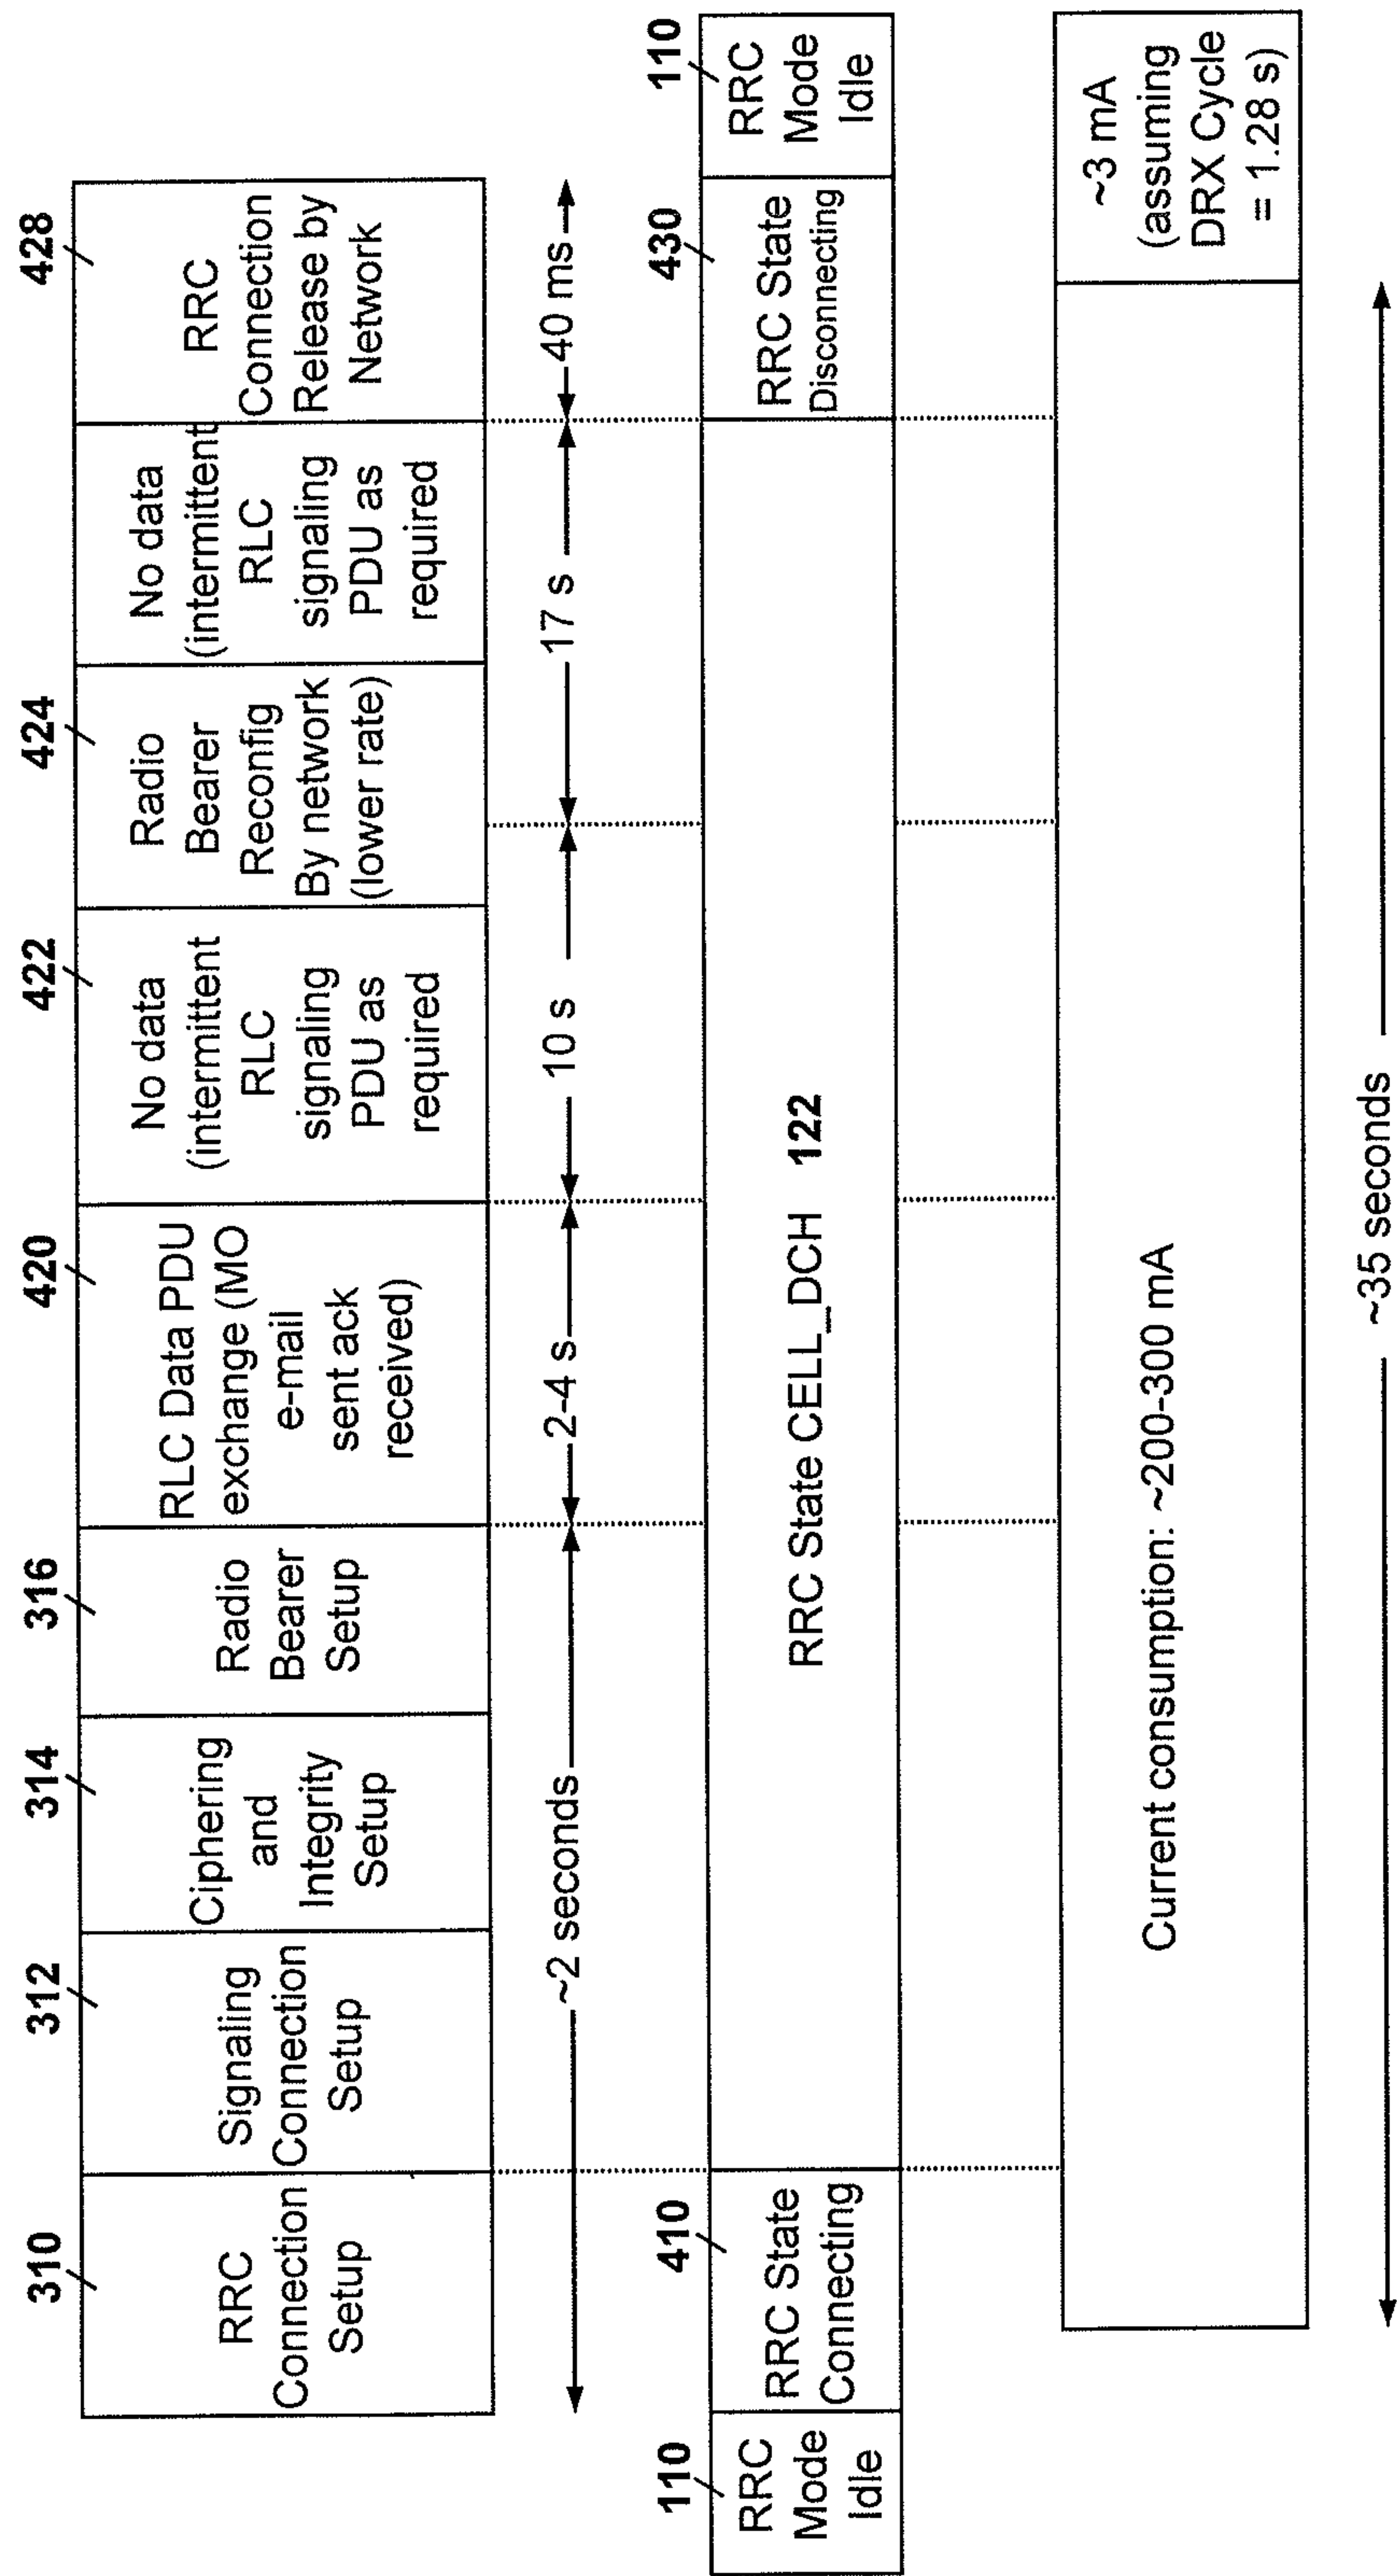 310
312
314
316
420
422
424
428
RRC
Connection
Setup
Signaling
Connection
Setup
Ciphering
and
Integrity
Setup
Radio
Bearer
Setup
RLC Data PDU
exchange (MO
e-mail
sent ack
received)
No data
(intermittent
RLC
signaling
PDU as
required
Radio
Bearer
Reconfig
By network
(lower rate)
No data
(intermittent
RLC
signaling
PDU as
required
RRC
Connection
Release by
Network
~2 seconds
2-4 s
10 s
17 s
40 ms
110
410
430
110
RRC
Mode
Idle
RRC State
Connecting
RRC State CELL_DCH 122
RRC State
Disconnecting
RRC
Mode
Idle
Current consumption: ~200-300 mA
~3 mA
(assuming
DRX Cycle
= 1.28 s)
~35 seconds